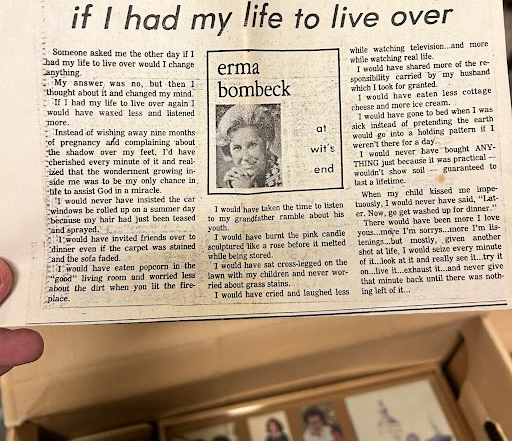 if I had my life to live over
Someone asked me the other day if I
had my life to live over would I change
anything.
My answer was no, but then I
thought about it and changed my mind.
If I had my life to live over again I
would have waxed less and listened
more.
Instead of wishing away nine months
of pregnancy and complaining about
the shadow over my feet, I'd have
cherished every minute of it and real-
ized that the wonderment growing in-
side me was to be my only chance in
life to assist God in a miracle.
I would never have insisted the car
windows be rolled up on a summer day
because my hair had just been teased
and sprayed.
I would have invited friends over to
dinner even if the carpet was stained
and the sofa faded.
I would have eaten popcorn in the
"good" living room and worried less
about the dirt when you lit the fire-
place.
erma
bombeck
at
wit's
end
I would have taken the time to listen
to my grandfather ramble about his
youth.
I would have burnt the pink candle
sculptured like a rose before it melted
while being stored.
I would have sat cross-legged on the
lawn with my children and never wor-
ried about grass stains.
I would have cried and laughed less
while watching television...and more
while watching real life.
I would have shared more of the re-
sponsibility carried by my husband
which I took for granted.
I would have eaten less cottage
cheese and more ice cream.
I would have gone to bed when I was
sick instead of pretending the earth
would go into a holding pattern if I
weren't there for a day.
I would never have bought ANY-
THING just because it was practical —
wouldn't show soil — guaranteed to
last a lifetime.
When my child kissed me impe-
tuously, I would never have said, "Lat-
er. Now, go get washed up for dinner."
There would have been more I love
yous...more I'm sorrys...more I'm lis-
tenings...but mostly, given another
shot at life, I would seize every minute
of it...look at it and really see it...try it
on...live it...exhaust it...and never give
that minute back until there was noth-
ing left of it...